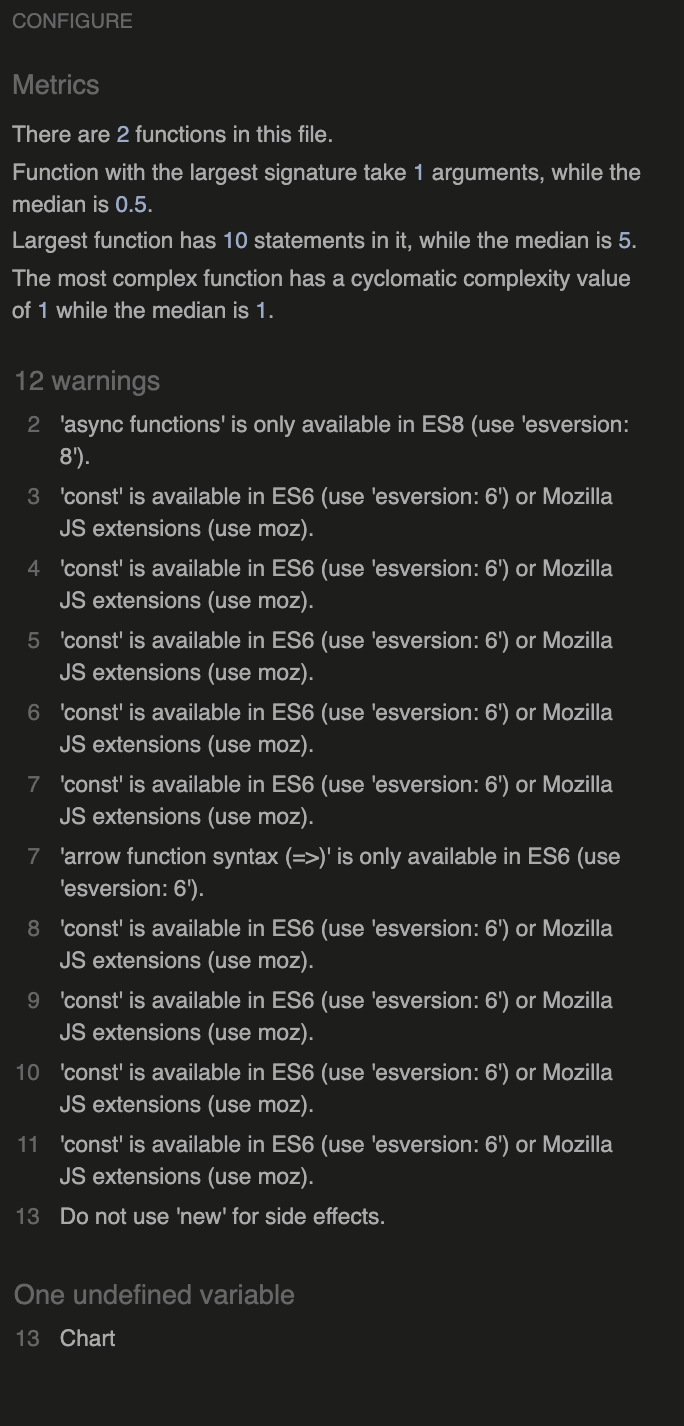 CONFIGURE
Metrics
There are 2 functions in this file.
Function with the largest signature take 1 arguments, while the
median is 0.5.
Largest function has 10 statements in it, while the median is 5.
The most complex function has a cyclomatic complexity value
of 1 while the median is 1.
12 warnings
2 'async functions' is only available in ES8 (use 'esversion:
8').
3 'const' is available in ES6 (use 'esversion: 6') or Mozilla
JS extensions (use moz).
4 'const' is available in ES6 (use 'esversion: 6') or Mozilla
JS extensions (use moz).
5 'const' is available in ES6 (use 'esversion: 6') or Mozilla
JS extensions (use moz).
6 'const' is available in ES6 (use 'esversion: 6') or Mozilla
JS extensions (use moz).
7 'const' is available in ES6 (use 'esversion: 6') or Mozilla
JS extensions (use moz).
7 'arrow function syntax (=>)' is only available in ES6 (use
'esversion: 6').
8 'const' is available in ES6 (use 'esversion: 6') or Mozilla
JS extensions (use moz).
9 'const' is available in ES6 (use 'esversion: 6') or Mozilla
JS extensions (use moz).
10 'const' is available in ES6 (use 'esversion: 6') or Mozilla
JS extensions (use moz).
11 'const' is available in ES6 (use 'esversion: 6') or Mozilla
JS extensions (use moz).
13 Do not use 'new' for side effects.
One undefined variable
13 Chart